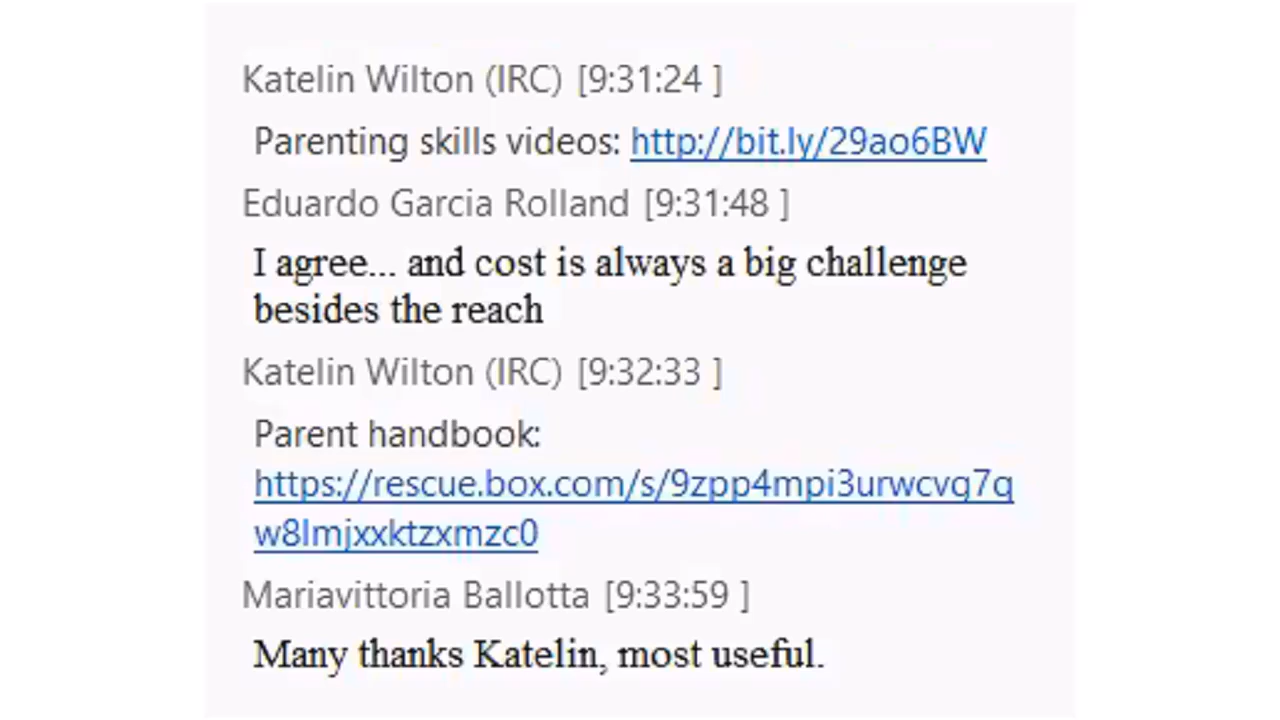 Katelin Wilton (IRC) [9:31:24 ]
Parenting skills videos: http://bit.ly/29ao6BW
Eduardo Garcia Rolland [9:31:48 ]
I agree... and cost is always a big challenge
besides the reach
Katelin Wilton (IRC) [9:32:33 ]
Parent handbook:
https://rescue.box.com/s/9zpp4mpi3urwcvq7q
w8lmjxxktzxmzc0
Mariavittoria Ballotta [9:33:59 ]
Many thanks Katelin, most useful.